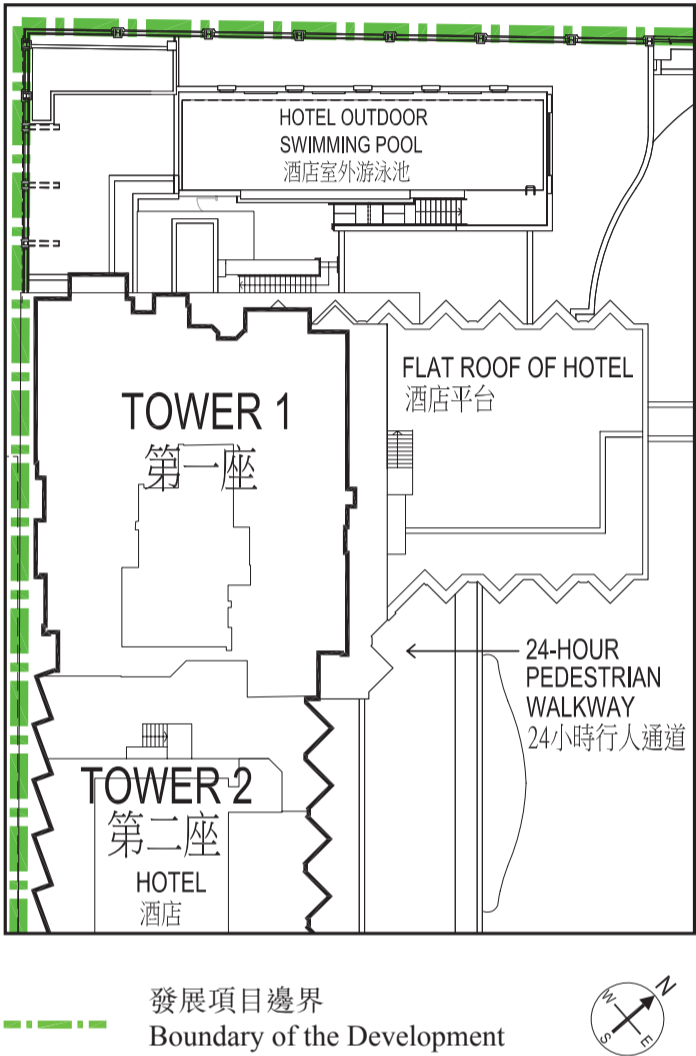 HOTEL OUTDOOR
SWIMMING POOL
酒店室外游泳池
FLAT ROOF OF HOTEL
酒店平台
TOWER 1
第一座
24-HOUR
PEDESTRIAN
WALKWAY
24小時行人通道
TOWER 2
第二座
HOTEL
酒店
發展項目邊界
Boundary of the Development
N
W
E
S